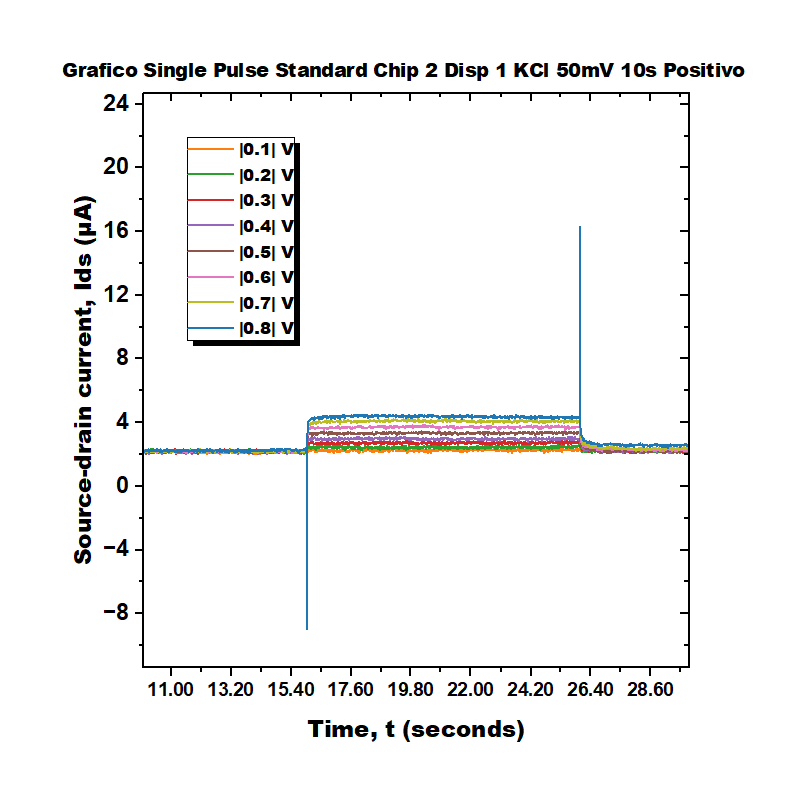 Grafico Single Pulse Standard Chip 2 Disp 1 KCl 50mV 10s Positivo
24
20
16
12
8
4
0
−4
−8
Source-drain current, Ids (µA)
|0.1| V
|0.2| V
|0.3| V
|0.4| V
|0.5| V
|0.6| V
|0.7| V
|0.8| V
11.00 13.20 15.40 17.60 19.80 22.00 24.20 26.40 28.60
Time, t (seconds)